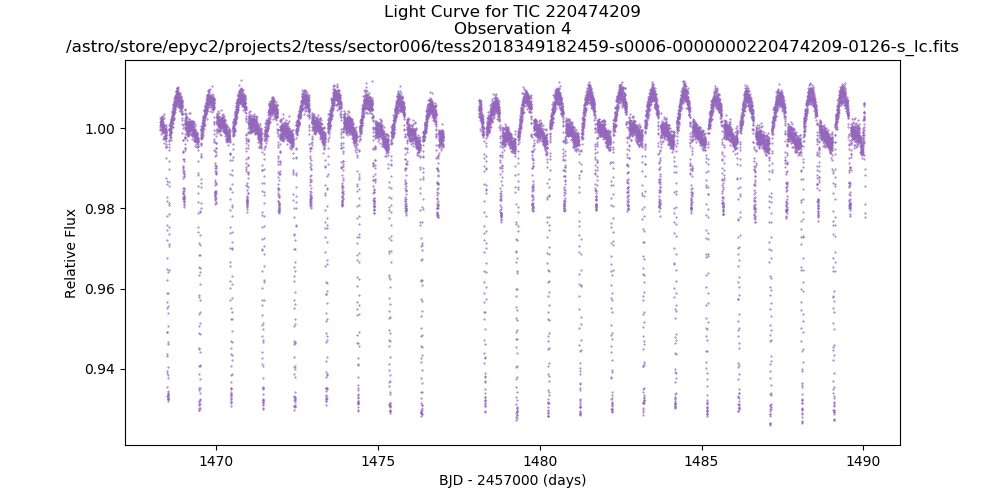 Light Curve for TIC 220474209
Observation 4
/astro/store/epyc2/projects2/tess/sector006/tess2018349182459-s0006-0000000220474209-0126-s_lc.fits
1.00
0.98
0.96
0.94
Relative Flux
1470
1475
1480
1485
1490
BJD - 2457000 (days)